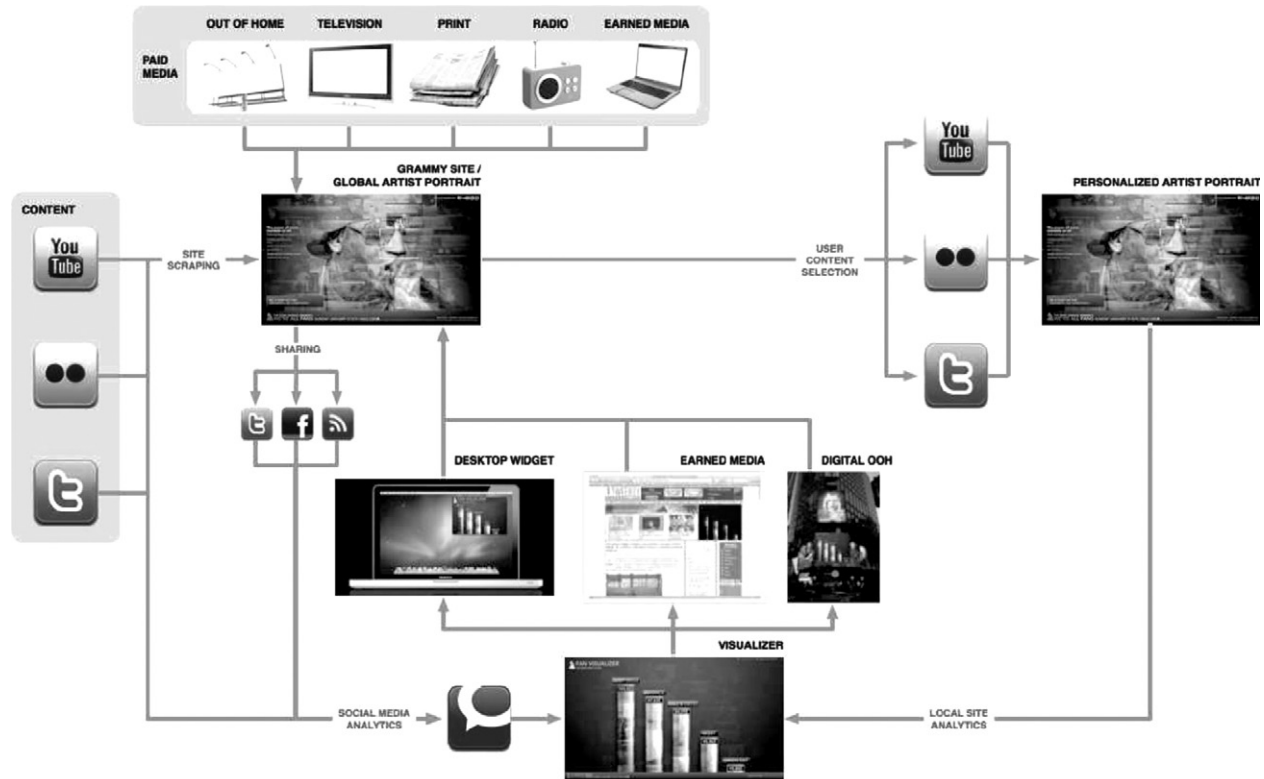 OUT OF HOME
TELEVISION
PRINT
RADIO
EARNED MEDIA
PAID
MEDIA
GRAMMY SITE /
GLOBAL ARTIST PORTRAIT
You
Tube
PERSONALIZED ARTIST PORTRAIT
CONTENT
You
Tube
SITE
SCRAPING
USER
CONTENT
SELECTION
SHARING
DESKTOP WIDGET
EARNED MEDIA
DIGITAL OOH
VISUALIZER
FAN VISUALIZER
SOCIAL MEDIA
ANALYTICS
LOCAL SITE
ANALYTICS